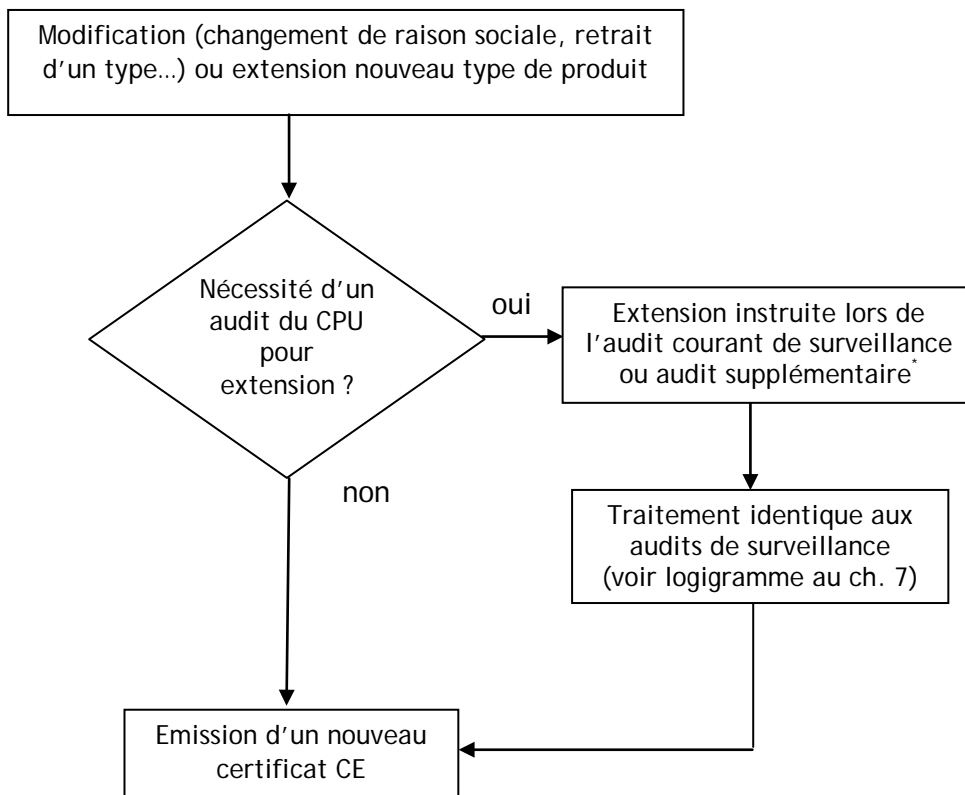 Modification (changement de raison sociale, retrait
d'un type…) ou extension nouveau type de produit
Nécessité d'un
audit du CPU
pour
extension ?
oui
Extension instruite lors de
l'audit courant de surveillance
ou audit supplémentaire*
non
Traitement identique aux
audits de surveillance
(voir logigramme au ch. 7)
Emission d'un nouveau
certificat CE